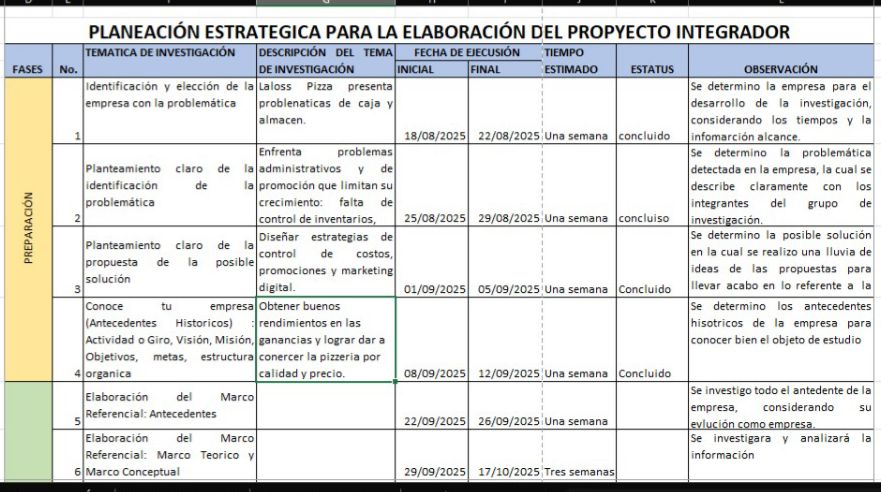 PLANEACIÓN ESTRATEGICA PARA LA ELABORACIÓN DEL PROPYECTO INTEGRADOR
FASES
No.
TEMATICA DE INVESTIGACIÓN
DESCRIPCIÓN DEL TEMA
DE INVESTIGACIÓN
FECHA DE EJECUSIÓN
INICIAL
FINAL
TIEMPO
ESTIMADO
ESTATUS
OBSERVACIÓN
PREPARACIÓN
1
Identificación y elección de la
empresa con la problemática
Laloss Pizza presenta
problenaticas de caja y
almacen.
18/08/2025
22/08/2025
Una semana
concluido
Se determino la empresa para el
desarrollo de la investigación,
considerando los tiempos y la
infomarción alcance.
2
Planteamiento claro de la
identificación de la
problemática
Enfrenta problemas
administrativos y de
promoción que limitan su
crecimiento: falta de
control de inventarios,
25/08/2025
29/08/2025
Una semana
concluiso
Se determino la problemática
detectada en la empresa, la cual se
describe claramente con los
integrantes del grupo de
investigación.
3
Planteamiento claro de la
propuesta de la posible
solución
Diseñar estrategias de
control de costos,
promociones y marketing
digital.
01/09/2025
05/09/2025
Una semana
Concluido
Se determino la posible solución
en la cual se realizo una lluvia de
ideas de las propuestas para
llevar acabo en lo referente a la
4
Conoce tu empresa
(Antecedentes Historicos) :
Actividad o Giro, Visión, Misión,
Objetivos, metas, estructura
organica
Obtener buenos
rendimientos en las
ganancias y lograr dar a
conercer la pizzeria por
calidad y precio.
08/09/2025
12/09/2025
Una semana
Concluido
Se determino los antecedentes
hisotricos de la empresa para
conocer bien el objeto de estudio
5
Elaboración del Marco
Referencial: Antecedentes
22/09/2025
26/09/2025
Una semana
Se investigo todo el antedente de la
empresa, considerando su
evlución como empresa.
6
Elaboración del Marco
Referencial: Marco Teorico y
Marco Conceptual
29/09/2025
17/10/2025
Tres semanas
Se investigara y analizará la
información